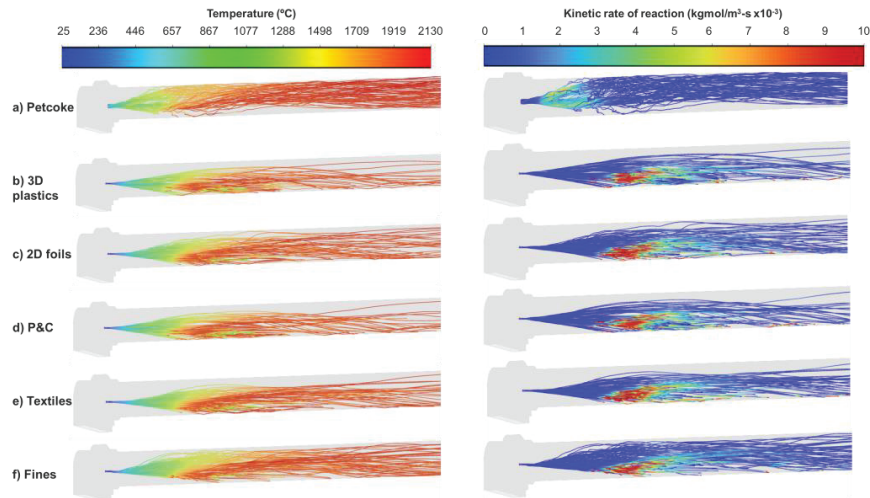 Temperature (ºC)
25 236 446 657 867 1077 1288 1498 1709 1919 2130
Kinetic rate of reaction (kgmol/m³-s x10⁻³)
0 1 2 3 4 5 6 7 8 9 10
a) Petcoke
b) 3D
plastics
c) 2D foils
d) P&C
e) Textiles
f) Fines